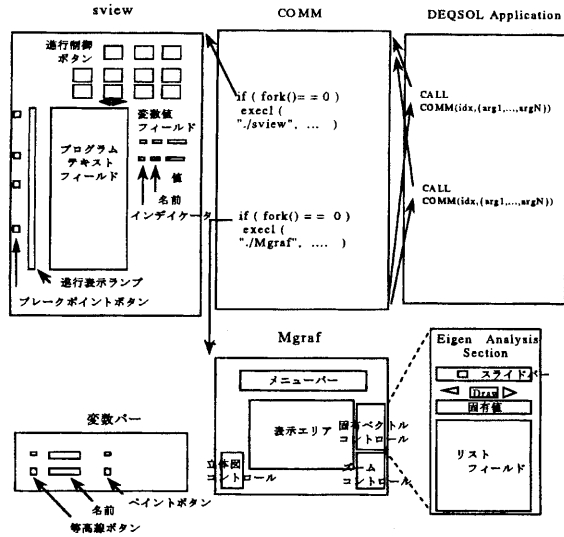 sview
進行制御
ボタン
変数値
フィールド
プログラム
テキスト
フィールド
値
名前
インディケータ
進行表示ランプ
ブレークポイントボタン
COMM
if ( fork()= = 0 )
execl (
"./sview", ... )
if ( fork() = = 0 )
execl (
"./Mgraf", .... )
DEQSOL Application
CALL
COMM(idx,(arg1,...,argN))
CALL
COMM(idx,(arg1,...,argN))
Mgraf
メニューバー
表示エリア
固有ベクトル
コントロール
立体図
コントロール
ズーム
コントロール
Eigen Analysis
Section
スライドバー
Draw
固有値
リスト
フィールド
変数バー
ペイントボタン
名前
等高線ボタン